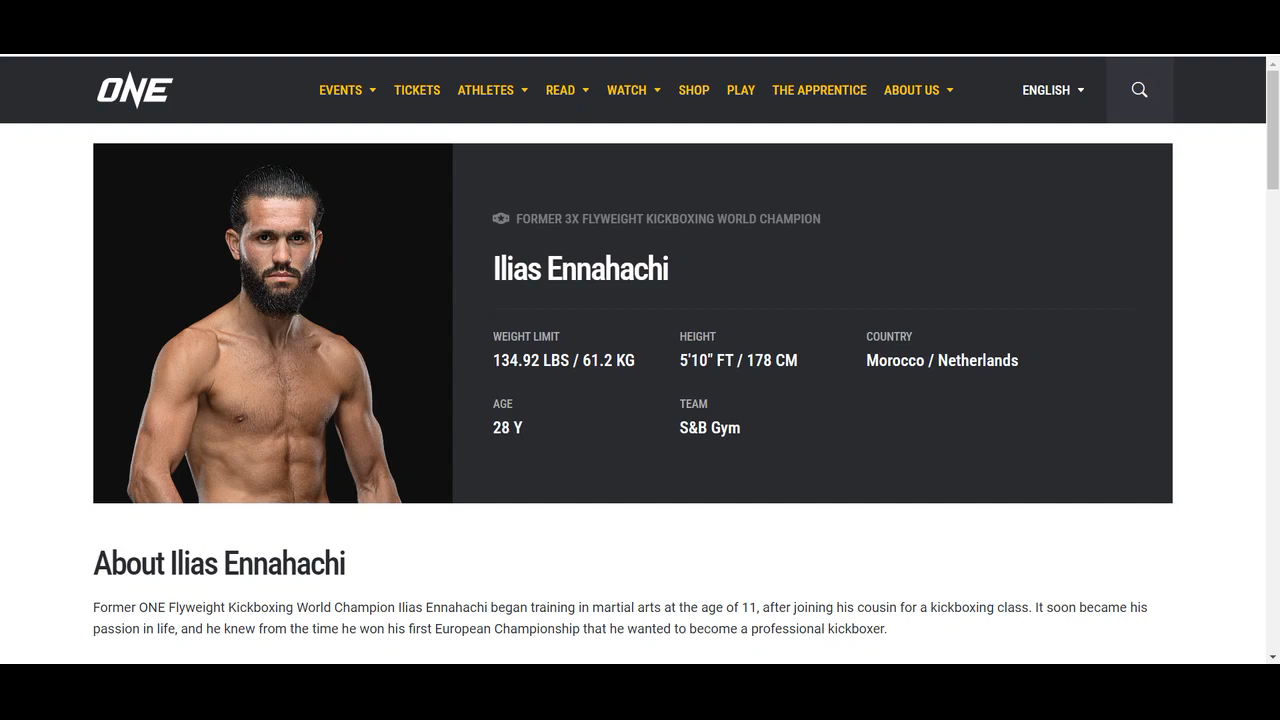 ONE
EVENTS TICKETS ATHLETES READ WATCH SHOP PLAY THE APPRENTICE ABOUT US ENGLISH
FORMER 3X FLYWEIGHT KICKBOXING WORLD CHAMPION
Ilias Ennahachi
WEIGHT LIMIT HEIGHT COUNTRY
134.92 LBS / 61.2 KG 5'10" FT / 178 CM Morocco / Netherlands
AGE TEAM
28 Y S&B Gym
About Ilias Ennahachi
Former ONE Flyweight Kickboxing World Champion Ilias Ennahachi began training in martial arts at the age of 11, after joining his cousin for a kickboxing class. It soon became his
passion in life, and he knew from the time he won his first European Championship that he wanted to become a professional kickboxer.